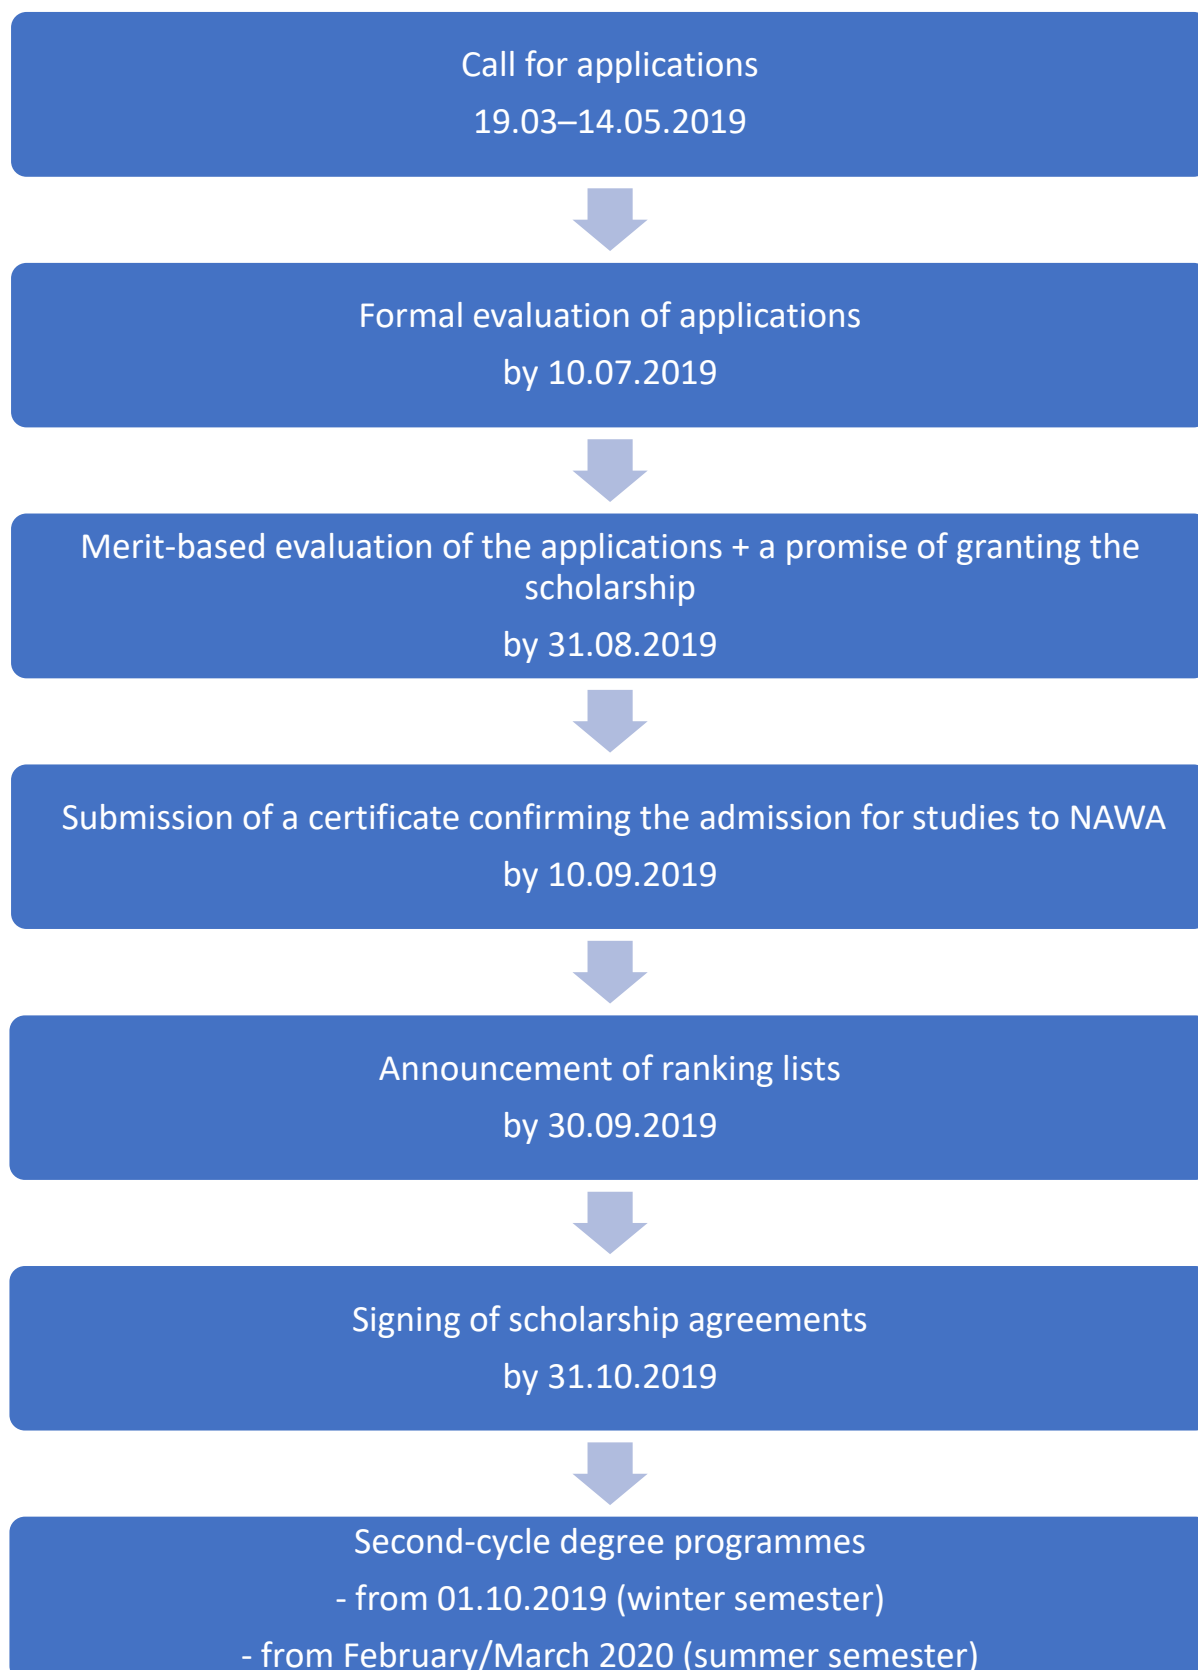 Call for applications
19.03–14.05.2019
Formal evaluation of applications
by 10.07.2019
Merit-based evaluation of the applications + a promise of granting the
scholarship
by 31.08.2019
Submission of a certificate confirming the admission for studies to NAWA
by 10.09.2019
Announcement of ranking lists
by 30.09.2019
Signing of scholarship agreements
by 31.10.2019
Second-cycle degree programmes
- from 01.10.2019 (winter semester)
- from February/March 2020 (summer semester)